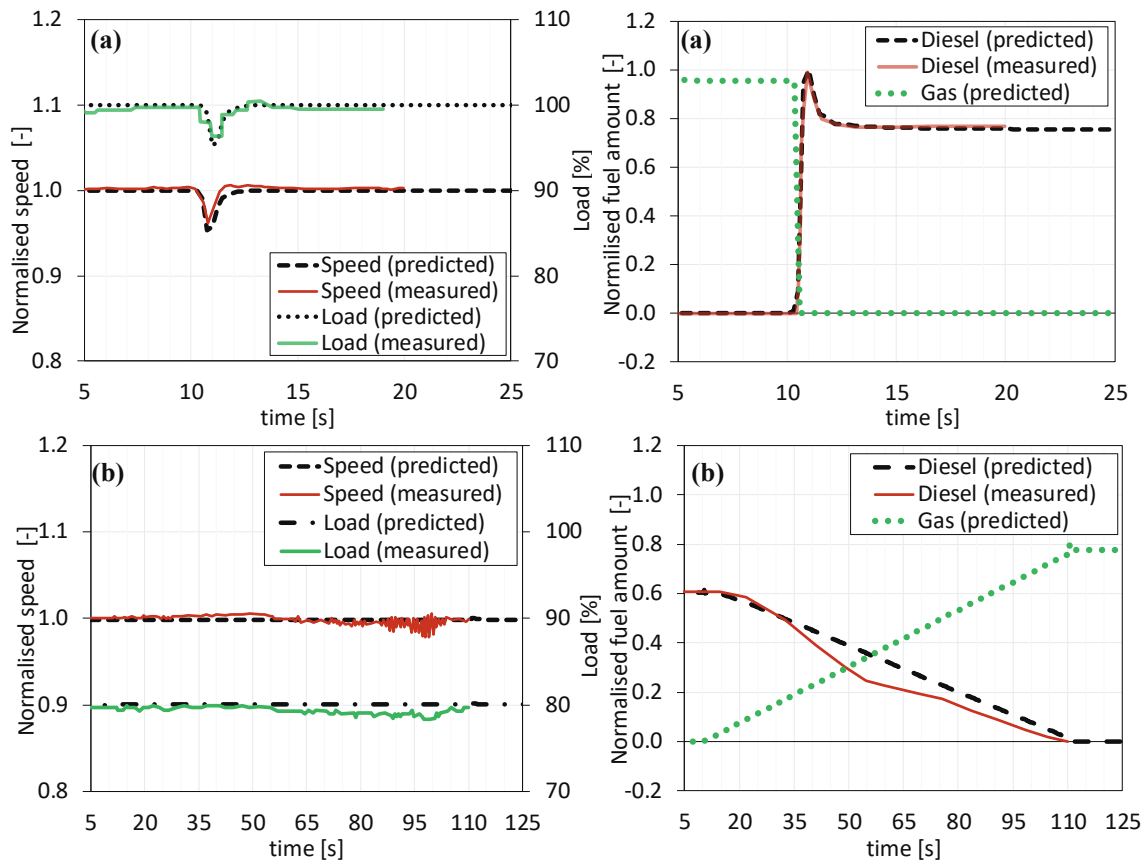 (a)
Normalised speed [-]
1.2
1.1
1.0
0.9
0.8
110
100
90
80
70
Load [%]
Speed (predicted)
Speed (measured)
Load (predicted)
Load (measured)
5 10 15 20 25
time [s]
(a)
Normilised fuel amount [-]
1.2
1.0
0.8
0.6
0.4
0.2
0.0
-0.2
Diesel (predicted)
Diesel (measured)
Gas (predicted)
5 10 15 20 25
time [s]
(b)
Normalised speed [-]
1.2
1.1
1.0
0.9
0.8
110
100
90
80
70
Load [%]
Speed (predicted)
Speed (measured)
Load (predicted)
Load (measured)
5 20 35 50 65 80 95 110 125
time [s]
(b)
Normalised fuel amount [-]
1.2
1.0
0.8
0.6
0.4
0.2
0.0
-0.2
Diesel (predicted)
Diesel (measured)
Gas (predicted)
5 20 35 50 65 80 95 110 125
time [s]